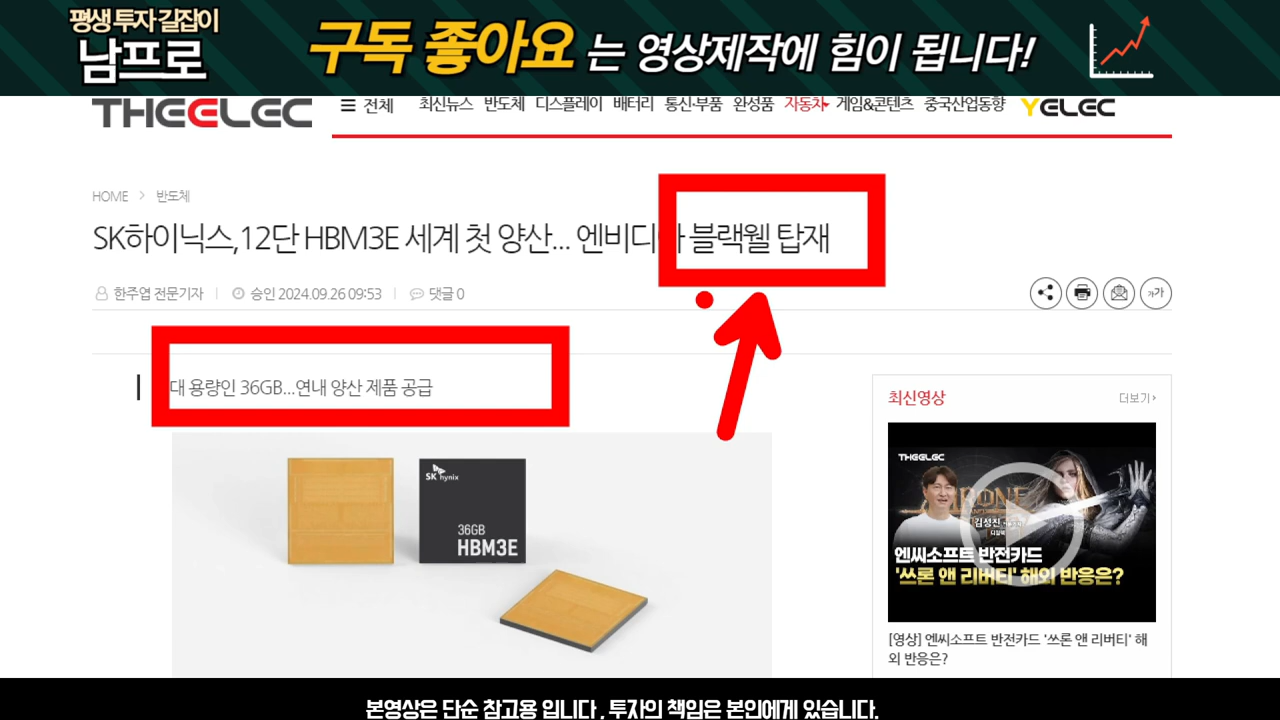 평생 투자 길잡이
남프로
구독 좋아요 는 영상제작에 힘이 됩니다!
THEELEC
전체 최신뉴스 반도체 디스플레이 배터리 통신·부품 완성품 자동차 게임&콘텐츠 중국산업동향 YELEC
HOME > 반도체
SK하이닉스,12단 HBM3E 세계 첫 양산... 엔비디아 블랙웰 탑재
한주엽 전문기자 승인 2024.09.26 09:53 댓글 0
가가
대 용량인 36GB...연내 양산 제품 공급
SK hynix
36GB
HBM3E
최신영상 더보기
THEELEC
김성진
엔씨소프트 반전카드
'쓰론 앤 리버티' 해외 반응은?
[영상] 엔씨소프트 반전카드 '쓰론 앤 리버티' 해
외 반응은?
본영상은 단순 참고용 입니다 , 투자의 책임은 본인에게 있습니다.